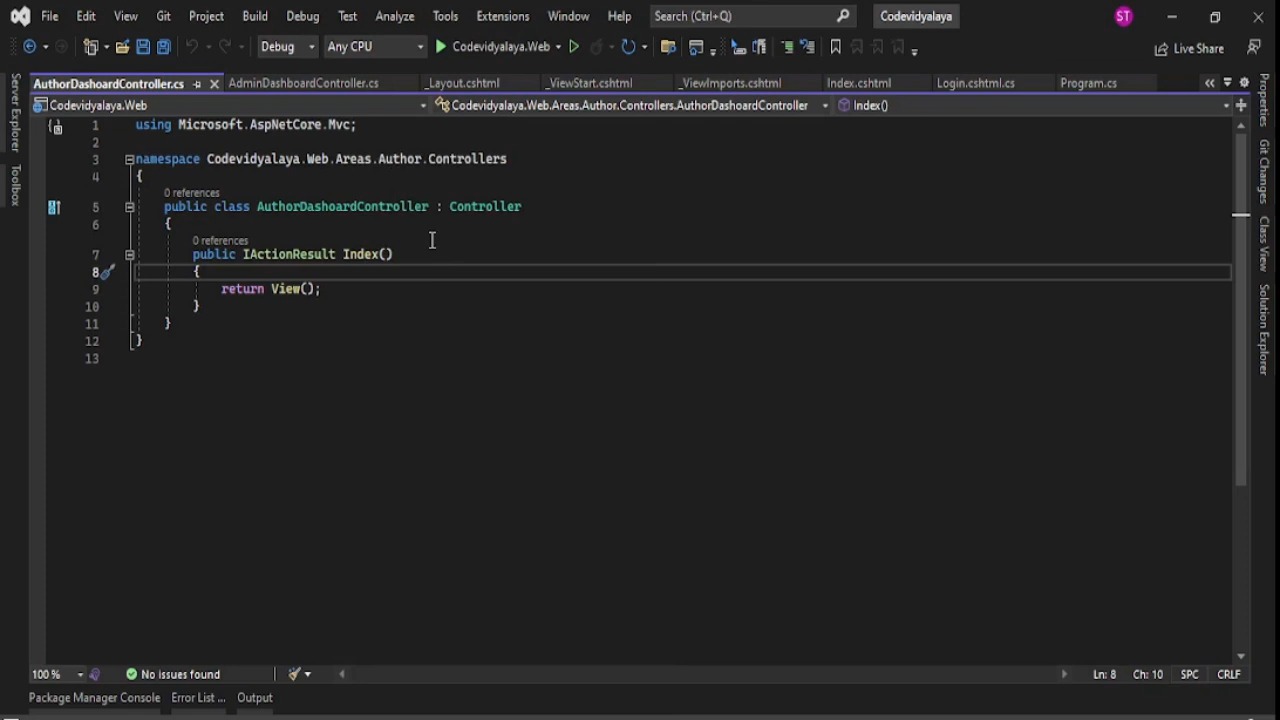 File Edit View Git Project Build Debug Test Analyze Tools Extensions Window Help Search (Ctrl+Q) Codevidyalaya ST
Debug Any CPU Codevidyalaya.Web Live Share
AuthorDashoardController.cs AdminDashboardController.cs _Layout.cshtml _ViewStart.cshtml _ViewImports.cshtml Index.cshtml Login.cshtml.cs Program.cs
Codevidyalaya.Web Codevidyalaya.Web.Areas.Author.Controllers.AuthorDashoardController Index()
Server Explorer
Toolbox
1 using Microsoft.AspNetCore.Mvc;
2
3 namespace Codevidyalaya.Web.Areas.Author.Controllers
4 {
0 references
5 public class AuthorDashoardController : Controller
6 {
0 references
7 public IActionResult Index()
8 {
9 return View();
10 }
11 }
12 }
13
Properties
Git Changes
Class View
Solution Explorer
100 % No issues found Ln: 8 Ch: 10 SPC CRLF
Package Manager Console Error List ... Output